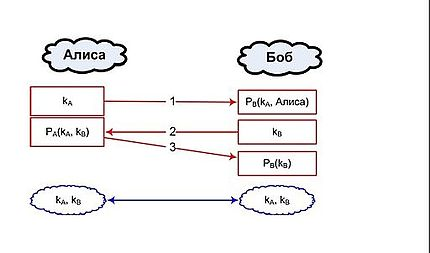 Алиса
Боб
kA 1 PB(kA, Алиса)
PA(kA, kB) 2 kB
3 PB(kB)
kA, kB kA, kB